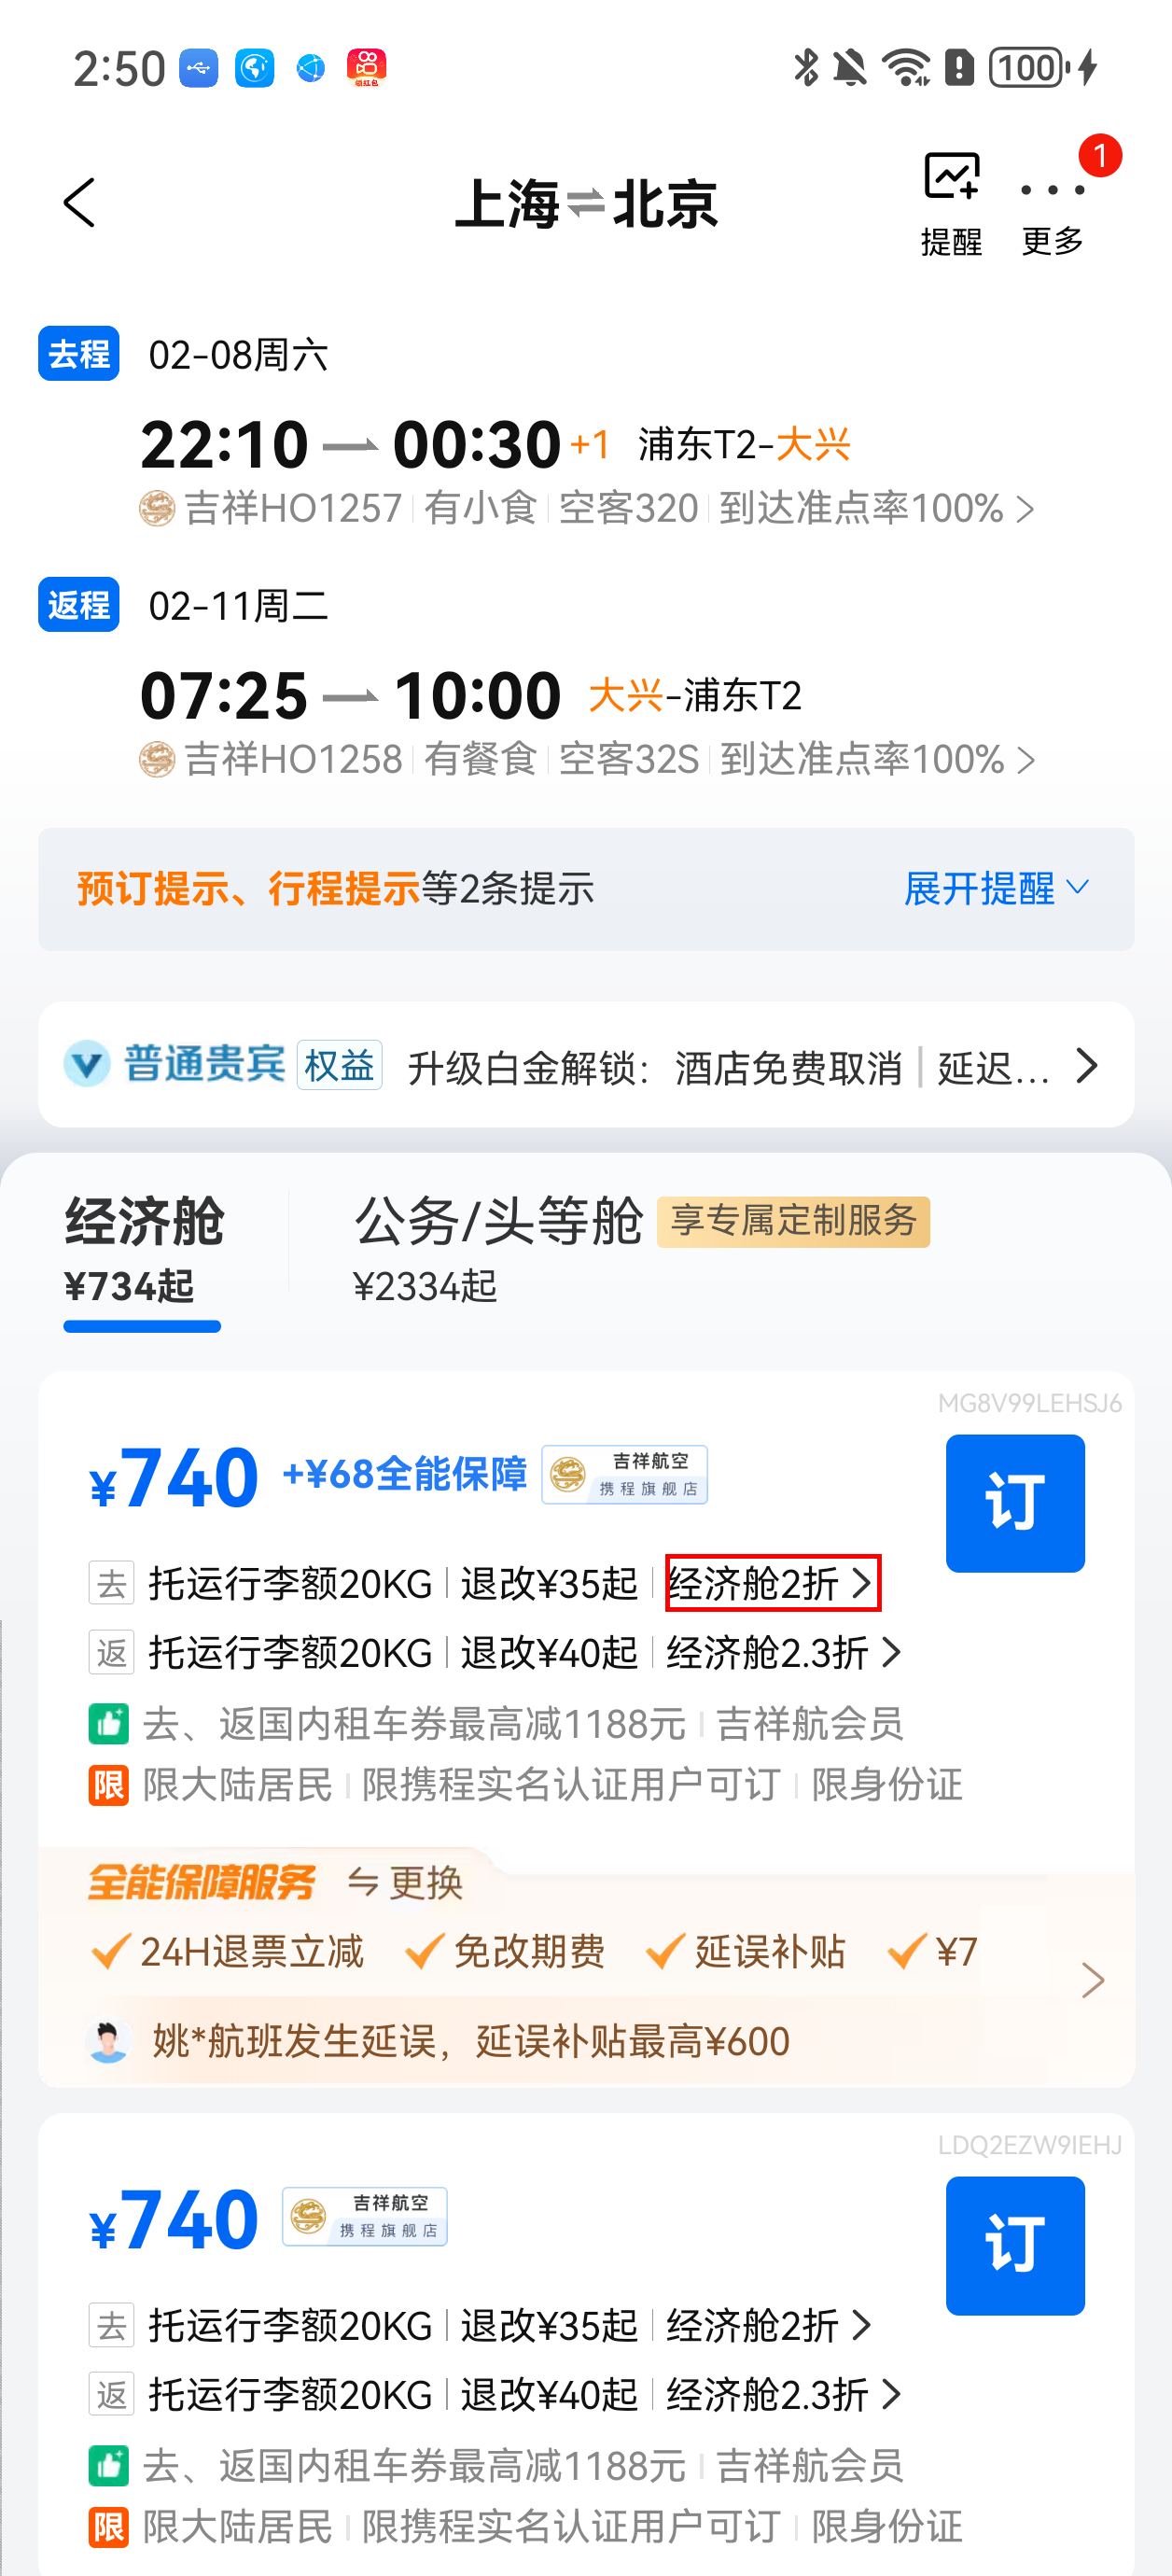 2:50 领红包 100
上海 北京
提醒 更多 1
去程 02-08周六
22:10 00:30 +1 浦东T2-大兴
吉祥HO1257 有小食 空客320 到达准点率100%
返程 02-11周二
07:25 10:00 大兴-浦东T2
吉祥HO1258 有餐食 空客32S 到达准点率100%
预订提示、行程提示等2条提示 展开提醒
普通贵宾 权益 升级白金解锁：酒店免费取消 | 延迟...
经济舱 公务/头等舱 享专属定制服务
¥734起 ¥2334起
MG8V99LEHSJ6
¥740 +¥68全能保障 吉祥航空 携程旗舰店 订
去 托运行李额20KG 退改¥35起 经济舱2折
返 托运行李额20KG 退改¥40起 经济舱2.3折
去、返国内租车券最高减1188元 吉祥航会员
限 限大陆居民 限携程实名认证用户可订 限身份证
全能保障服务 更换
24H退票立减 免改期费 延误补贴 ¥7
姚*航班发生延误，延误补贴最高¥600
LDQ2EZW9IEHJ
¥740 吉祥航空 携程旗舰店 订
去 托运行李额20KG 退改¥35起 经济舱2折
返 托运行李额20KG 退改¥40起 经济舱2.3折
去、返国内租车券最高减1188元 吉祥航会员
限 限大陆居民 限携程实名认证用户可订 限身份证